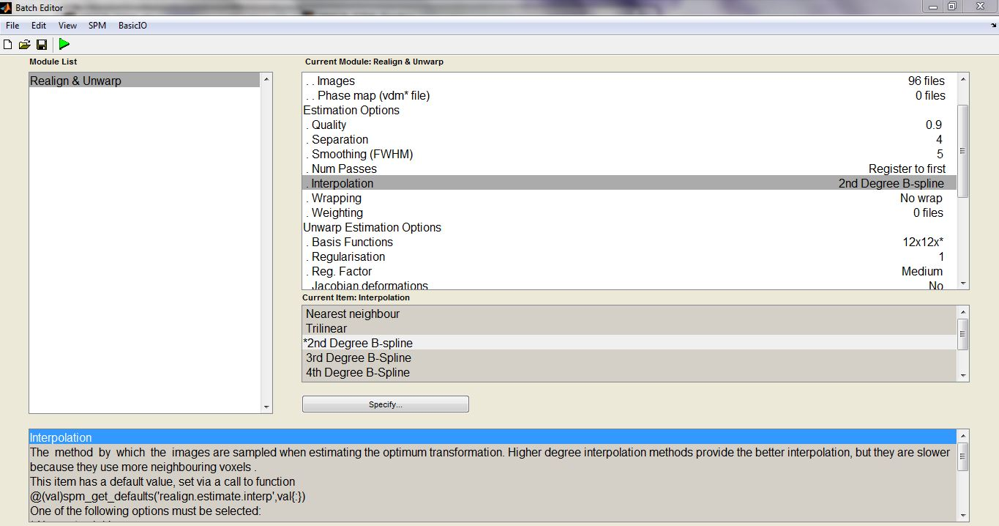 Batch Editor
File Edit View SPM BasicIO
Module List
Realign & Unwarp
Current Module: Realign & Unwarp
. . Images 96 files
. . Phase map (vdm* file) 0 files
Estimation Options
. Quality 0.9
. Separation 4
. Smoothing (FWHM) 5
. Num Passes Register to first
. Interpolation 2nd Degree B-spline
. Wrapping No wrap
. Weighting 0 files
Unwarp Estimation Options
. Basis Functions 12x12x*
. Regularisation 1
. Reg. Factor Medium
. Jacobian deformations No
Current Item: Interpolation
Nearest neighbour
Trilinear
*2nd Degree B-spline
3rd Degree B-Spline
4th Degree B-Spline
Specify...
Interpolation
The method by which the images are sampled when estimating the optimum transformation. Higher degree interpolation methods provide the better interpolation, but they are slower
because they use more neighbouring voxels .
This item has a default value, set via a call to function
@(val)spm_get_defaults('realign.estimate.interp',val{:})
One of the following options must be selected: